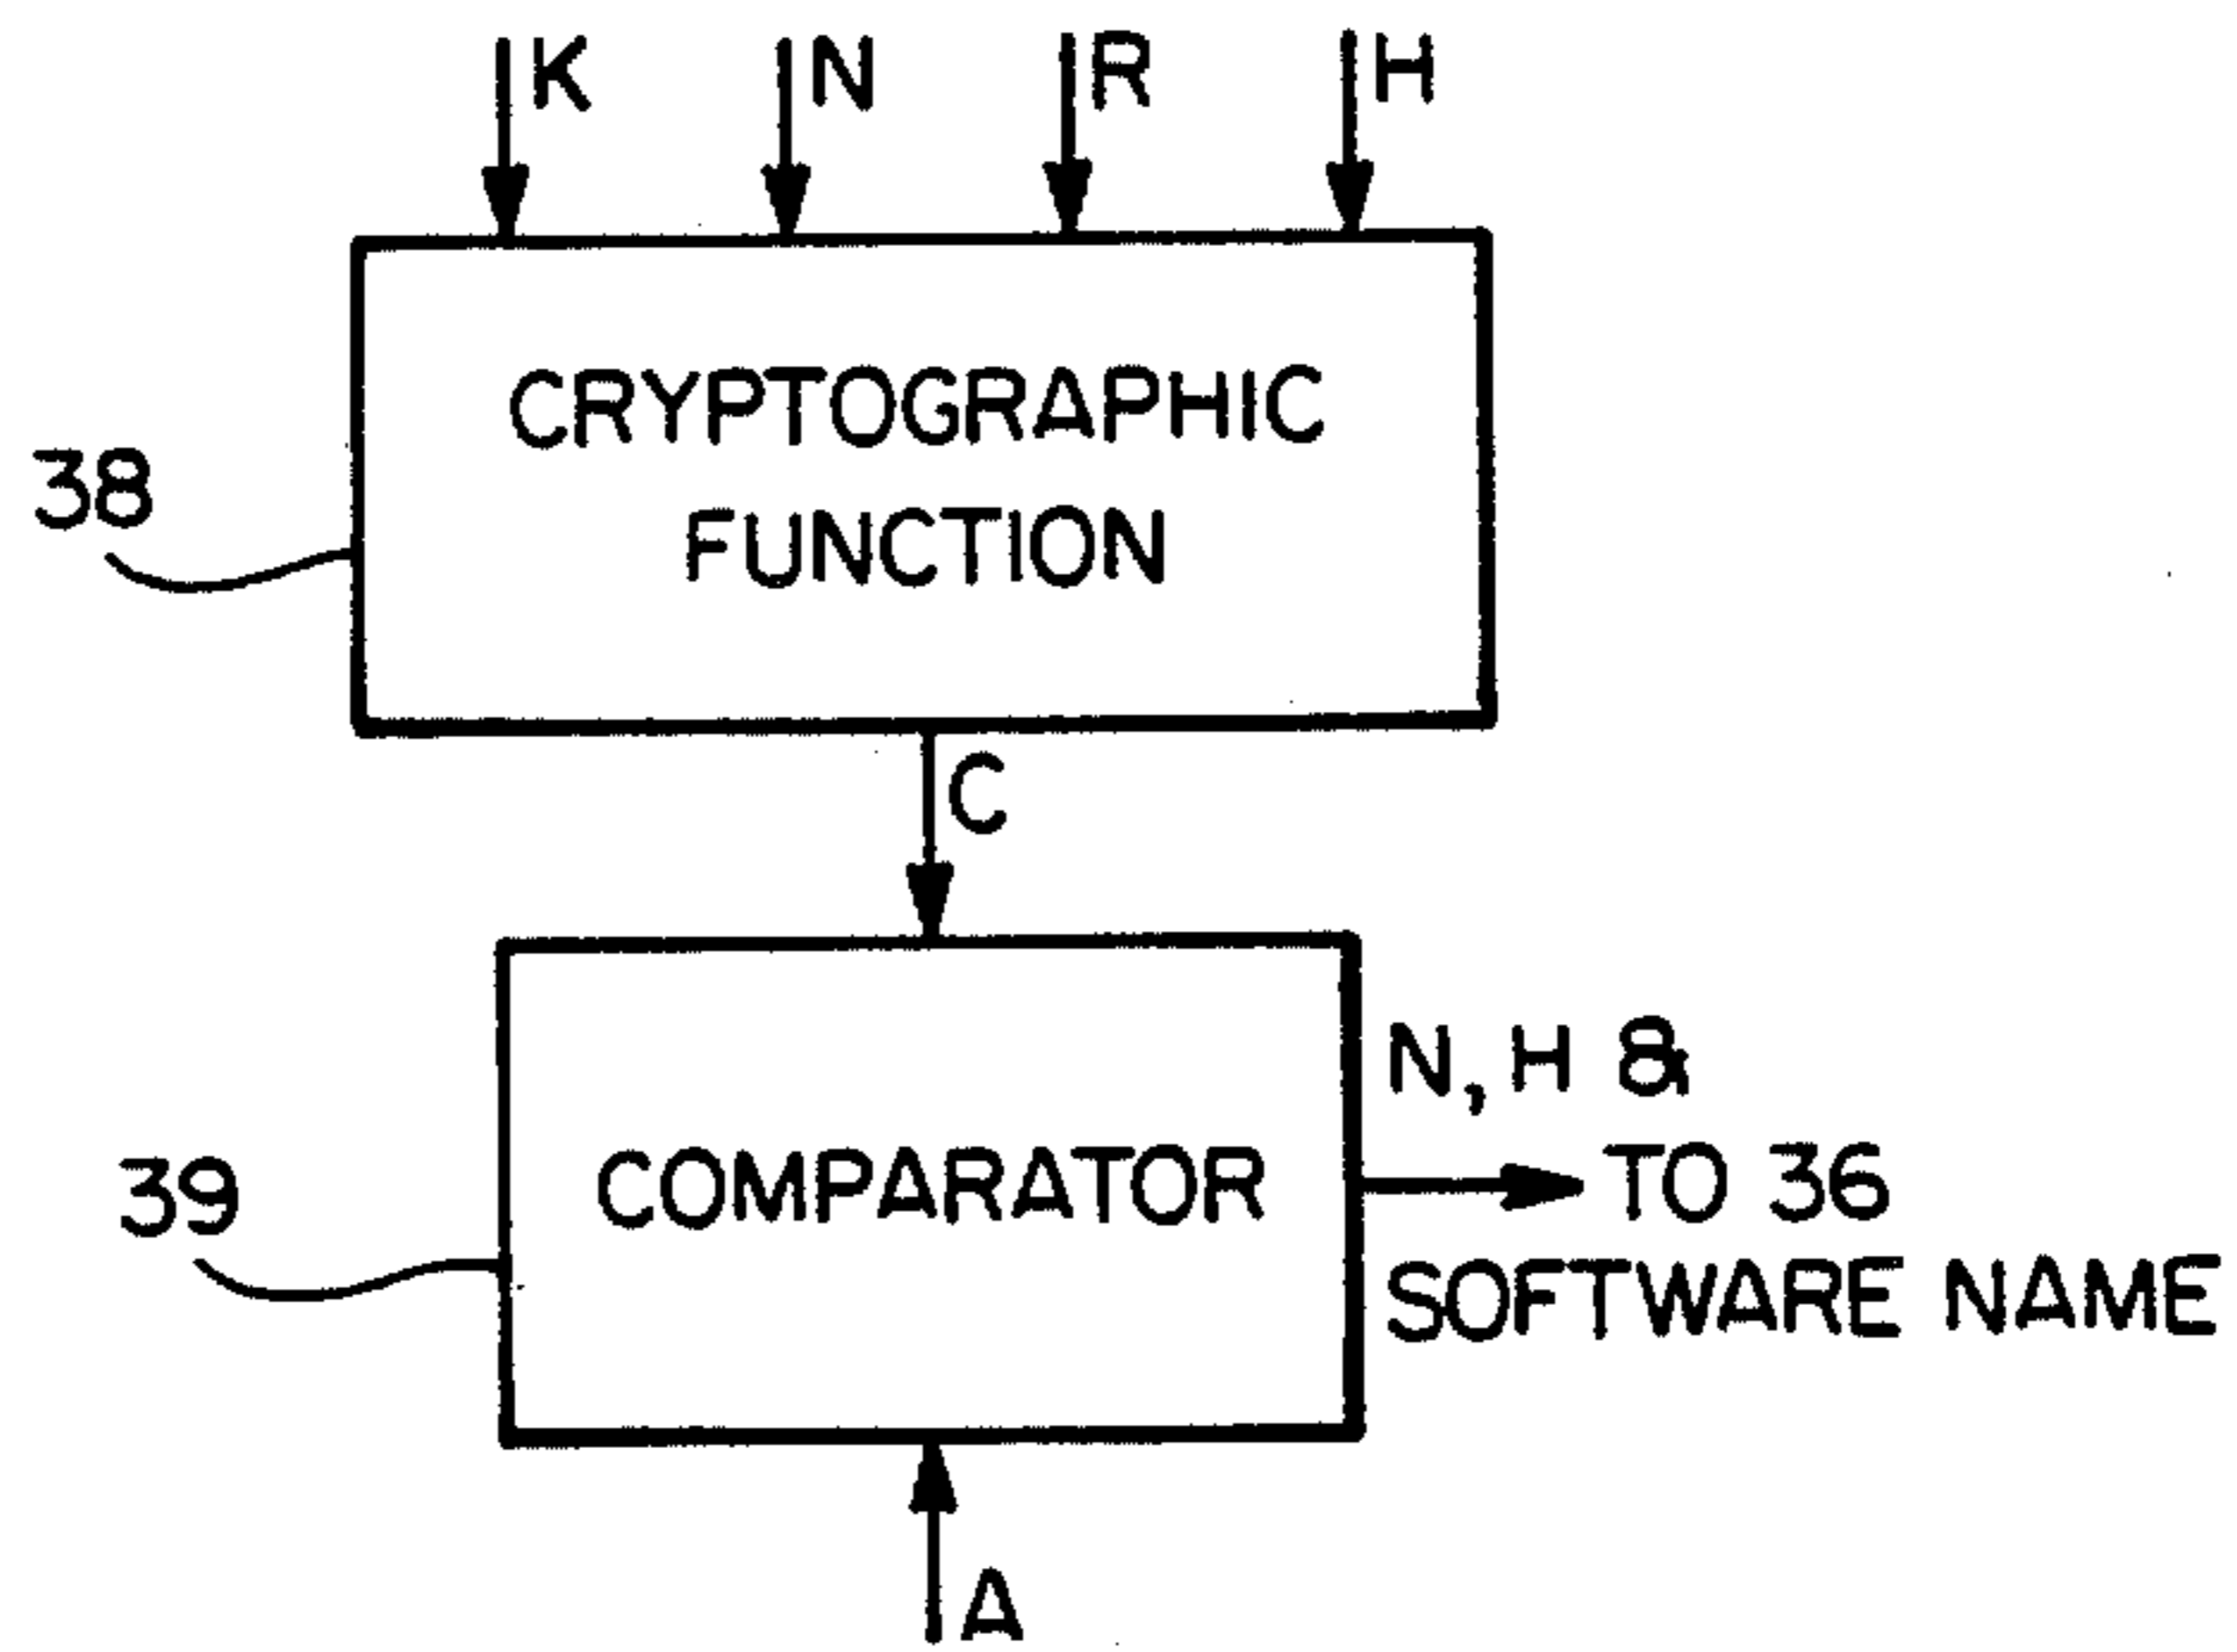 K N R H
CRYPTOGRAPHIC
FUNCTION
38
C
N, H &
COMPARATOR
TO 36
39
SOFTWARE NAME
A